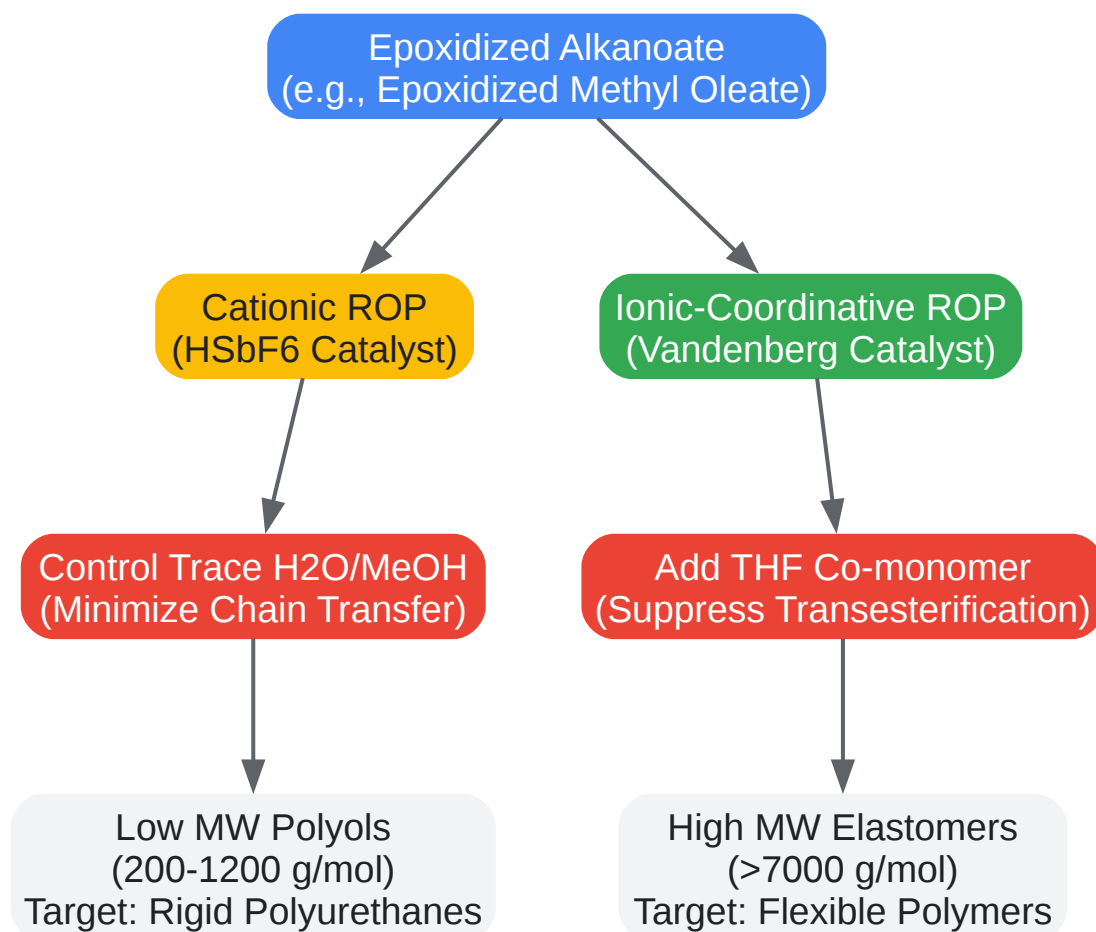 Epoxidized Alkanoate
(e.g., Epoxidized Methyl Oleate)
Cationic ROP
(HSbF6 Catalyst)
Ionic-Coordinative ROP
(Vandenberg Catalyst)
Control Trace H2O/MeOH
(Minimize Chain Transfer)
Add THF Co-monomer
(Suppress Transesterification)
Low MW Polyols
(200-1200 g/mol)
Target: Rigid Polyurethanes
High MW Elastomers
(>7000 g/mol)
Target: Flexible Polymers